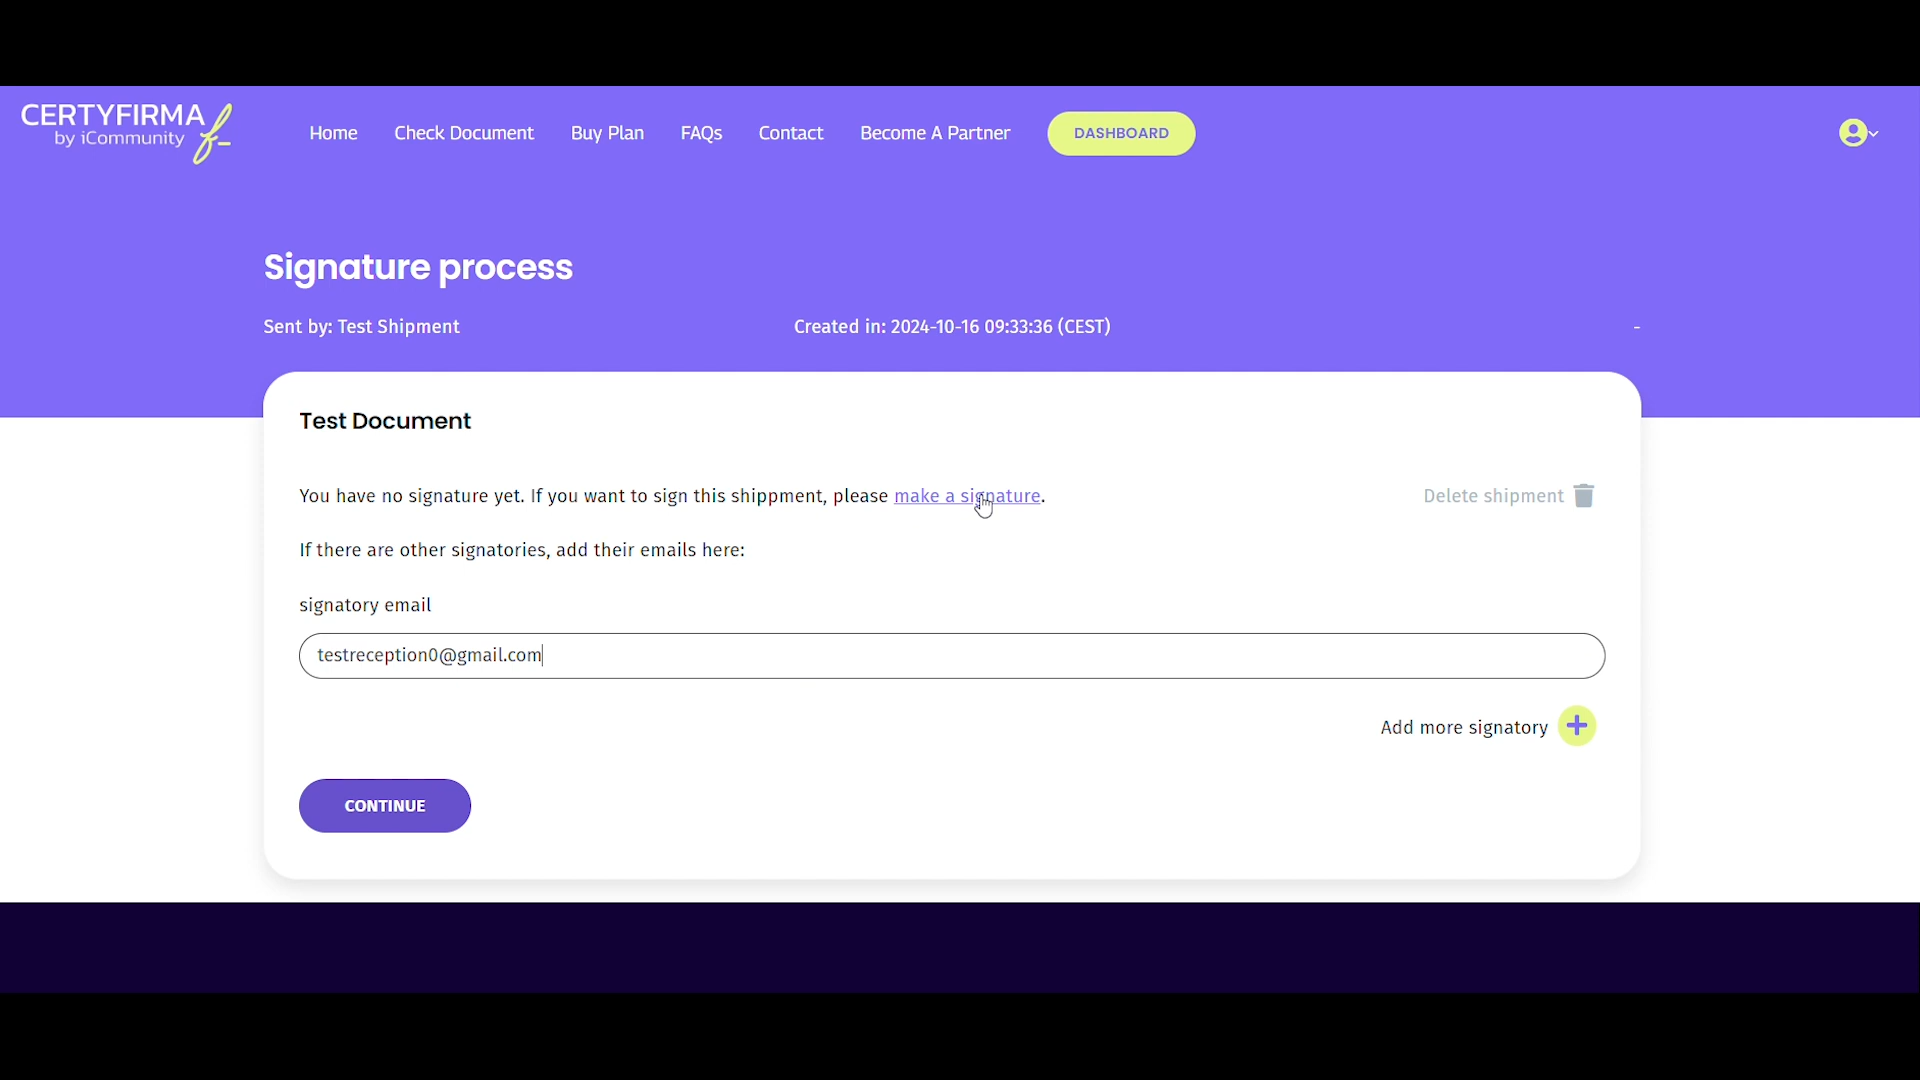 CERTYFIRMA
by iCommunity
Home
Check Document
Buy Plan
FAQs
Contact
Become A Partner
DASHBOARD
Signature process
Sent by: Test Shipment
Created in: 2024-10-16 09:33:36 (CEST)
-
Test Document
You have no signature yet. If you want to sign this shippment, please make a signature.
Delete shipment
If there are other signatories, add their emails here:
signatory email
testreception0@gmail.com
Add more signatory
CONTINUE